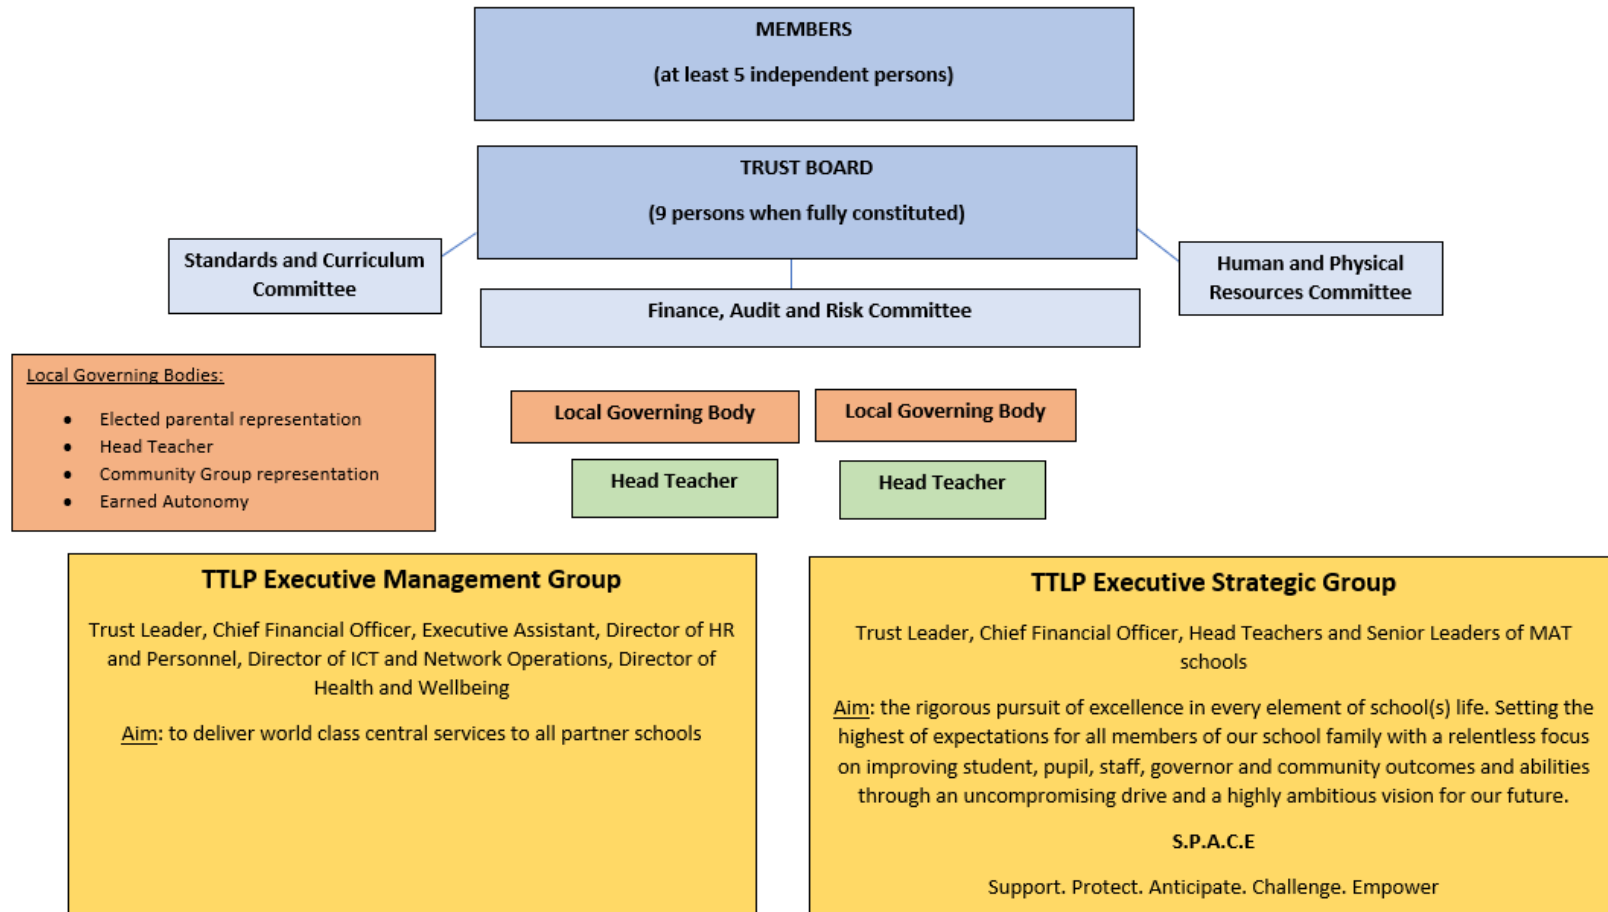 MEMBERS
(at least 5 independent persons)
TRUST BOARD
(9 persons when fully constituted)
Standards and Curriculum
Committee
Finance, Audit and Risk Committee
Human and Physical
Resources Committee
Local Governing Bodies:
• Elected parental representation
• Head Teacher
• Community Group representation
• Earned Autonomy
Local Governing Body
Local Governing Body
Head Teacher
Head Teacher
TTLP Executive Management Group
Trust Leader, Chief Financial Officer, Executive Assistant, Director of HR
and Personnel, Director of ICT and Network Operations, Director of
Health and Wellbeing
Aim: to deliver world class central services to all partner schools
TTLP Executive Strategic Group
Trust Leader, Chief Financial Officer, Head Teachers and Senior Leaders of MAT
schools
Aim: the rigorous pursuit of excellence in every element of school(s) life. Setting the
highest of expectations for all members of our school family with a relentless focus
on improving student, pupil, staff, governor and community outcomes and abilities
through an uncompromising drive and a highly ambitious vision for our future.
S.P.A.C.E
Support. Protect. Anticipate. Challenge. Empower